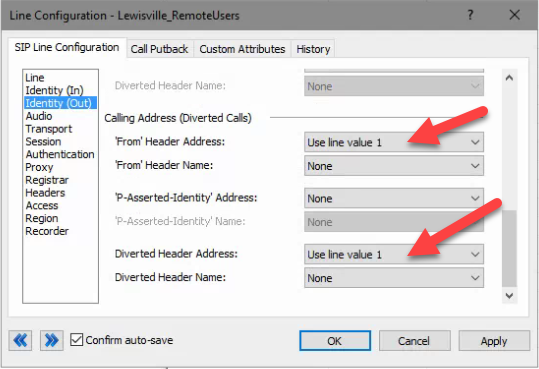 Line Configuration - Lewisville_RemoteUsers
?
SIP Line Configuration Call Putback Custom Attributes History
Line
Identity (In)
Identity (Out)
Audio
Transport
Session
Authentication
Proxy
Registrar
Headers
Access
Region
Recorder
Diverted Header Name: None
Calling Address (Diverted Calls)
'From' Header Address: Use line value 1
'From' Header Name: None
'P-Asserted-Identity' Address: None
'P-Asserted-Identity' Name: None
Diverted Header Address: Use line value 1
Diverted Header Name: None
Confirm auto-save OK Cancel Apply